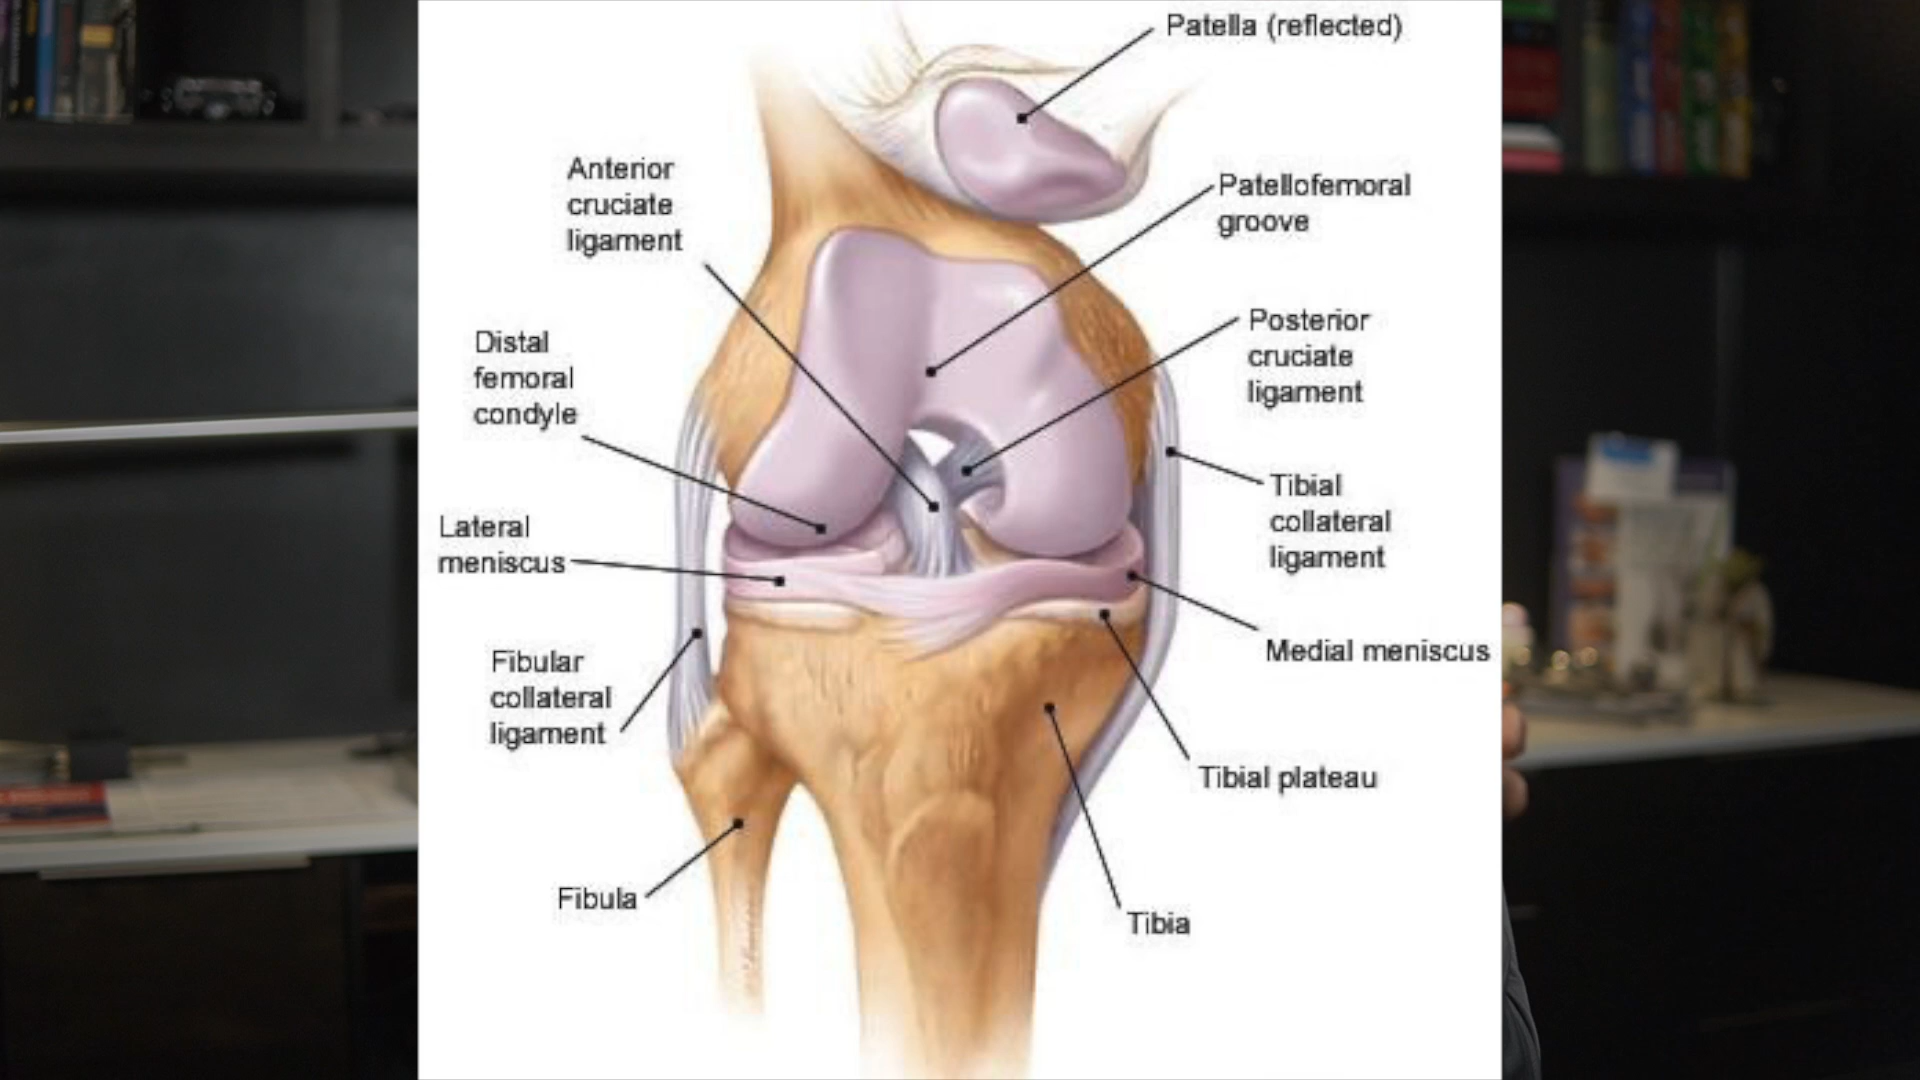 Patella (reflected)
Anterior
cruciate
ligament
Patellofemoral
groove
Posterior
cruciate
ligament
Distal
femoral
condyle
Tibial
collateral
ligament
Lateral
meniscus
Medial meniscus
Fibular
collateral
ligament
Tibial plateau
Fibula
Tibia